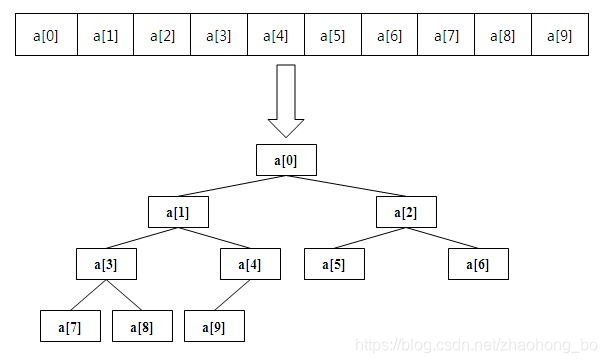 a[0] a[1] a[2] a[3] a[4] a[5] a[6] a[7] a[8] a[9]
a[0]
a[1] a[2]
a[3] a[4] a[5] a[6]
a[7] a[8] a[9]
https://blog.csdn.net/zhaohong_bo